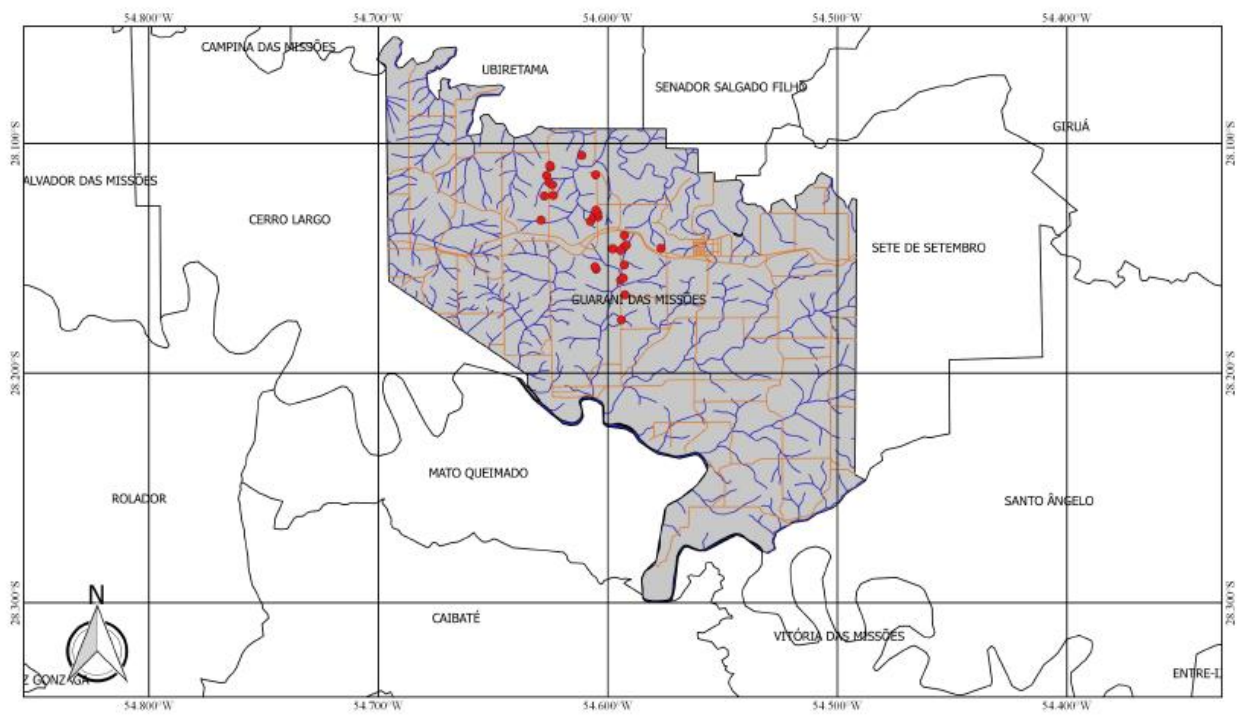 54.800°W 54.700°W 54.600°W 54.500°W 54.400°W
CAMPINA DAS MISSÕES
UBIRETAMA
SENADOR SALGADO FILHO
GIRUÁ
28.100°S 28.100°S
ALVADOR DAS MISSÕES
CERRO LARGO
SETE DE SETEMBRO
GUARANI DAS MISSÕES
28.200°S 28.200°S
MATO QUEIMADO
ROLADOR
SANTO ÂNGELO
28.300°S 28.300°S
N
CAIBATÉ
VITÓRIA DAS MISSÕES
Z GONZAGA
ENTRE-I
54.800°W 54.700°W 54.600°W 54.500°W 54.400°W